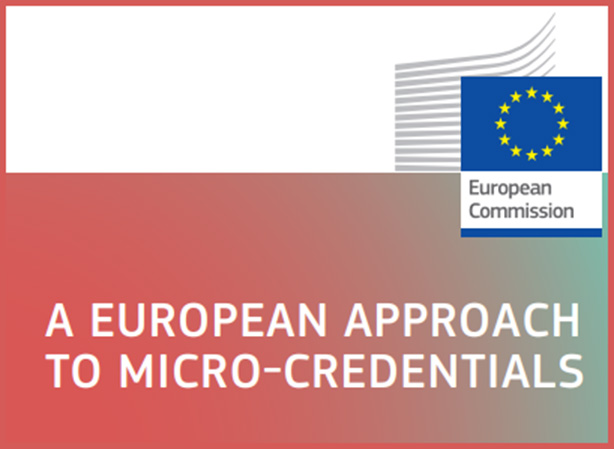 European
Commission
A EUROPEAN APPROACH
TO MICRO-CREDENTIALS